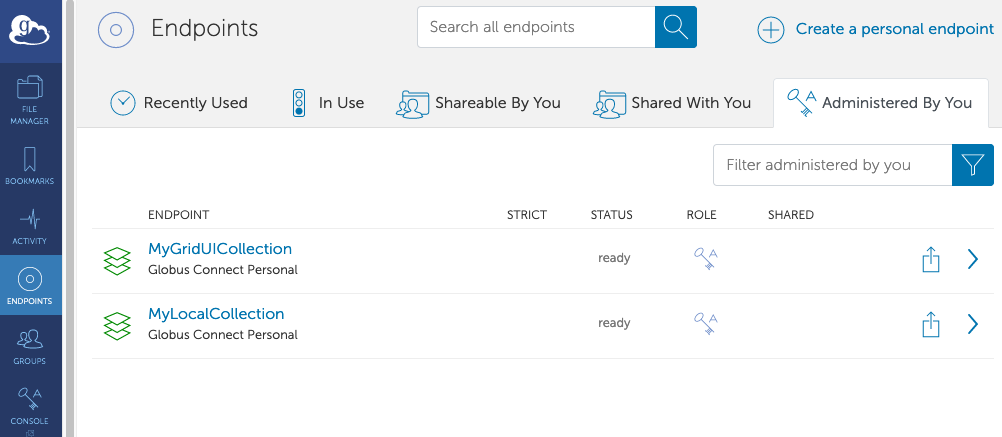 g
Endpoints
Search all endpoints
Create a personal endpoint
FILE
MANAGER
BOOKMARKS
ACTIVITY
ENDPOINTS
GROUPS
CONSOLE
Recently Used
In Use
Shareable By You
Shared With You
Administered By You
Filter administered by you
ENDPOINT STRICT STATUS ROLE SHARED
MyGridUICollection
Globus Connect Personal
ready
MyLocalCollection
Globus Connect Personal
ready